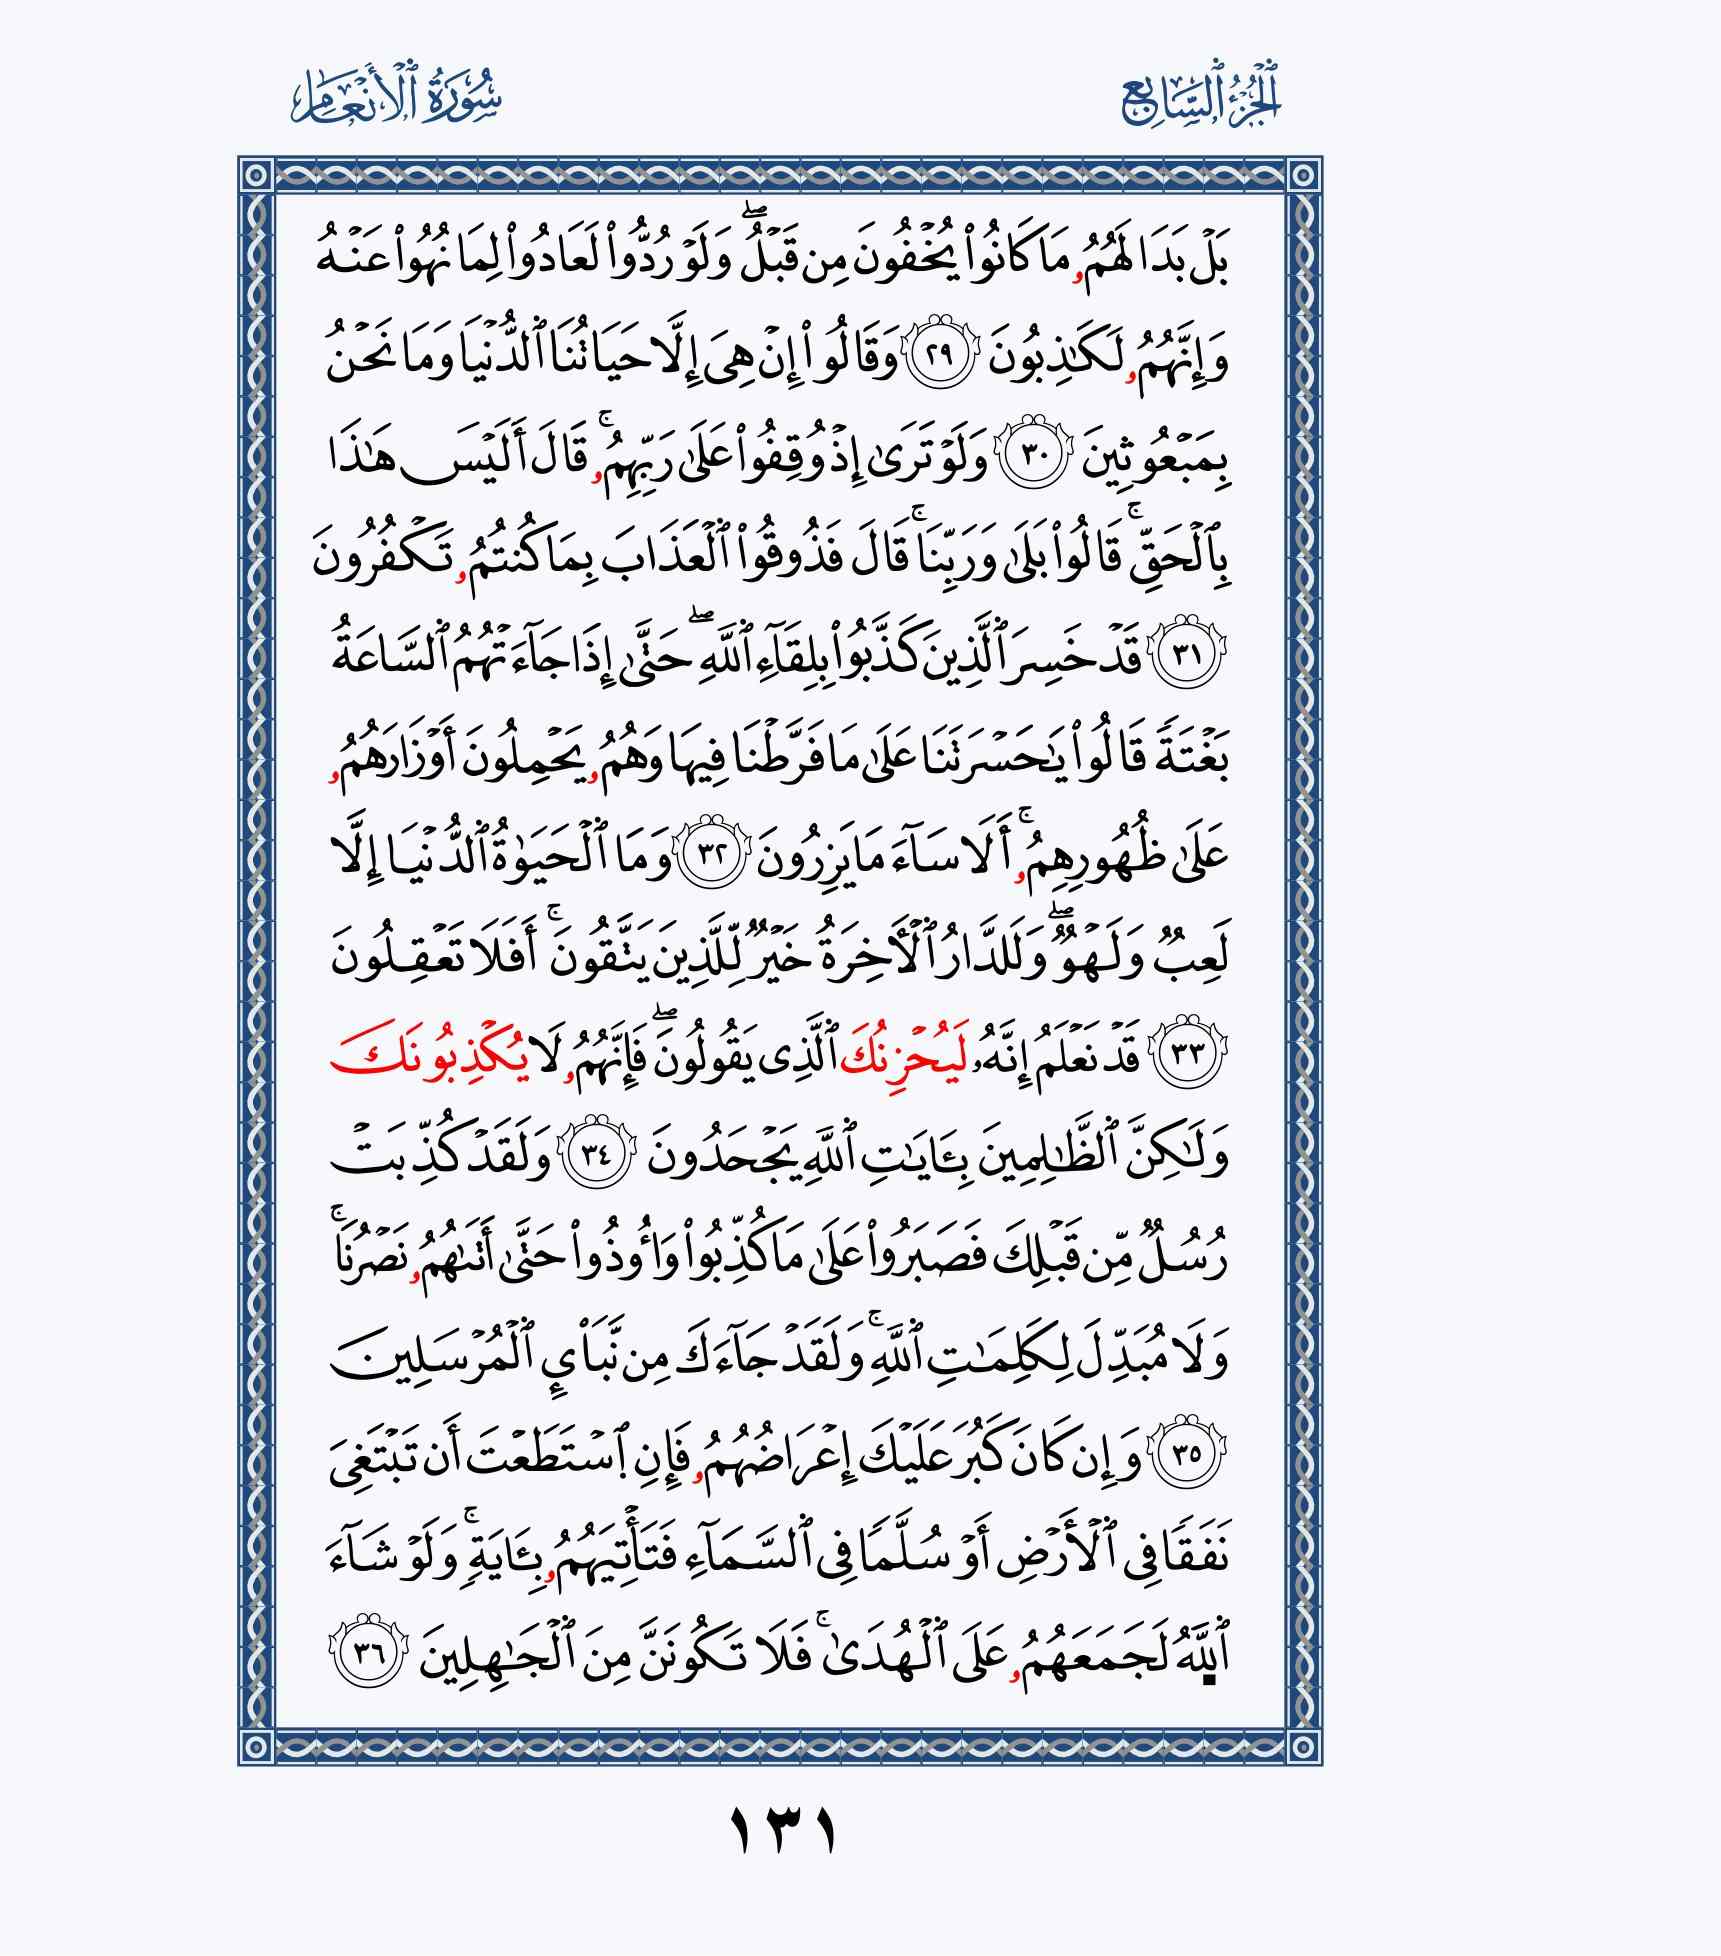 ٱلْجُزْءُ ٱلسَّابِعُ سُورَةُ ٱلْأَنْعَامِ
بَلْ بَدَا لَهُمُۥ مَا كَانُوا۟ يُخْفُونَ مِن قَبْلُ ۖ وَلَوْ رُدُّوا۟ لَعَادُوا۟ لِمَا نُهُوا۟ عَنْهُ
وَإِنَّهُمُۥ لَكَـٰذِبُونَ ٢٩ وَقَالُوا۟ إِنْ هِىَ إِلَّا حَيَاتُنَا ٱلدُّنْيَا وَمَا نَحْنُ
بِمَبْعُوثِينَ ٣٠ وَلَوْ تَرَىٰ إِذْ وُقِفُوا۟ عَلَىٰ رَبِّهِمُۥ ۚ قَالَ أَلَيْسَ هَـٰذَا
بِٱلْحَقِّ ۚ قَالُوا۟ بَلَىٰ وَرَبِّنَا ۚ قَالَ فَذُوقُوا۟ ٱلْعَذَابَ بِمَا كُنتُمُۥ تَكْفُرُونَ
٣١ قَدْ خَسِرَ ٱلَّذِينَ كَذَّبُوا۟ بِلِقَآءِ ٱللَّهِ ۖ حَتَّىٰ إِذَا جَآءَتْهُمُ ٱلسَّاعَةُ
بَغْتَةً قَالُوا۟ يَـٰحَسْرَتَنَا عَلَىٰ مَا فَرَّطْنَا فِيهَا وَهُمُۥ يَحْمِلُونَ أَوْزَارَهُمُۥ
عَلَىٰ ظُهُورِهِمُۥ ۚ أَلَا سَآءَ مَا يَزِرُونَ ٣٢ وَمَا ٱلْحَيَوٰةُ ٱلدُّنْيَا إِلَّا
لَعِبٌ وَلَهْوٌ ۖ وَلَلدَّارُ ٱلْأَخِرَةُ خَيْرٌ لِّلَّذِينَ يَتَّقُونَ ۚ أَفَلَا تَعْقِلُونَ
٣٣ قَدْ نَعْلَمُ إِنَّهُۥ لَيُحْزِنُكَ ٱلَّذِى يَقُولُونَ ۖ فَإِنَّهُمُۥ لَا يُكْذِبُونَكَ
وَلَـٰكِنَّ ٱلظَّـٰلِمِينَ بِـَٔايَـٰتِ ٱللَّهِ يَجْحَدُونَ ٣٤ وَلَقَدْ كُذِّبَتْ
رُسُلٌ مِّن قَبْلِكَ فَصَبَرُوا۟ عَلَىٰ مَا كُذِّبُوا۟ وَأُوذُوا۟ حَتَّىٰ أَتَىٰهُمُۥ نَصْرُنَا ۚ
وَلَا مُبَدِّلَ لِكَلِمَـٰتِ ٱللَّهِ ۚ وَلَقَدْ جَآءَكَ مِن نَّبَإِى۟ ٱلْمُرْسَلِينَ
٣٥ وَإِن كَانَ كَبُرَ عَلَيْكَ إِعْرَاضُهُمُۥ فَإِنِ ٱسْتَطَعْتَ أَن تَبْتَغِىَ
نَفَقًا فِى ٱلْأَرْضِ أَوْ سُلَّمًا فِى ٱلسَّمَآءِ فَتَأْتِيَهُمُۥ بِـَٔايَةٍ ۚ وَلَوْ شَآءَ
ٱللَّهُ لَجَمَعَهُمُۥ عَلَى ٱلْهُدَىٰ ۚ فَلَا تَكُونَنَّ مِنَ ٱلْجَـٰهِلِينَ ٣٦
١٣١